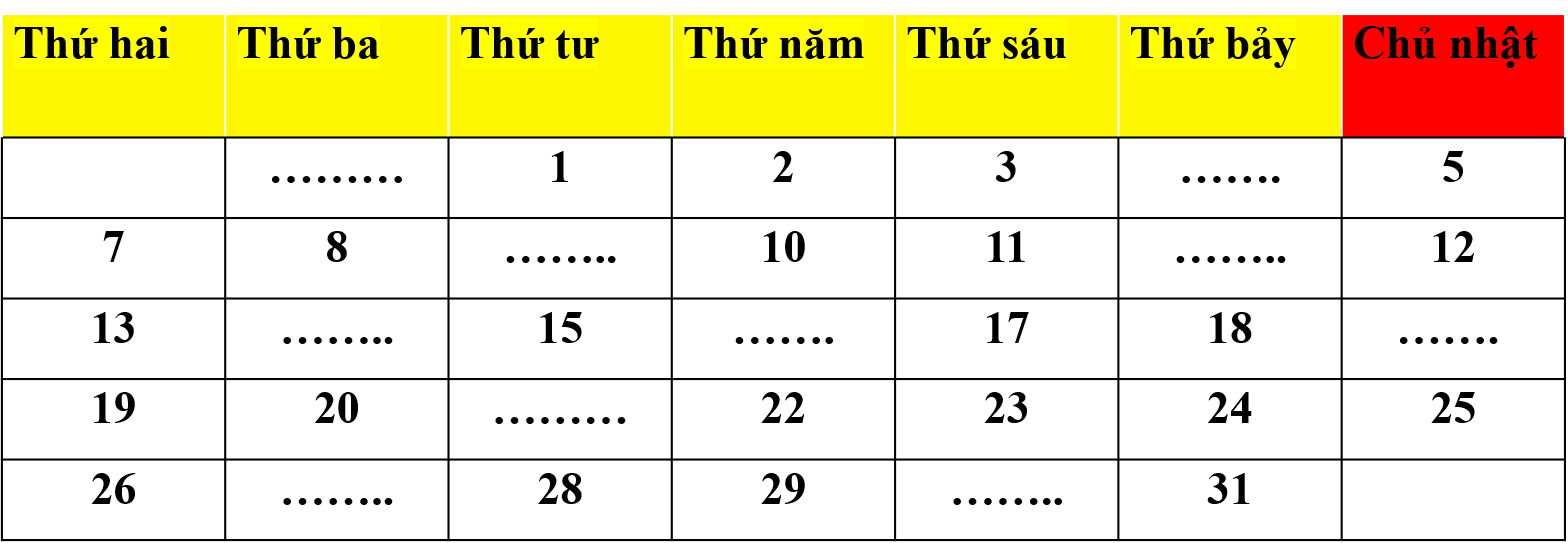 Thứ hai Thứ ba Thứ tư Thứ năm Thứ sáu Thứ bảy Chủ nhật
……… 1 2 3 ……. 5
7 8 …….. 10 11 …….. 12
13 …….. 15 ……. 17 18 …….
19 20 ……… 22 23 24 25
26 …….. 28 29 …….. 31